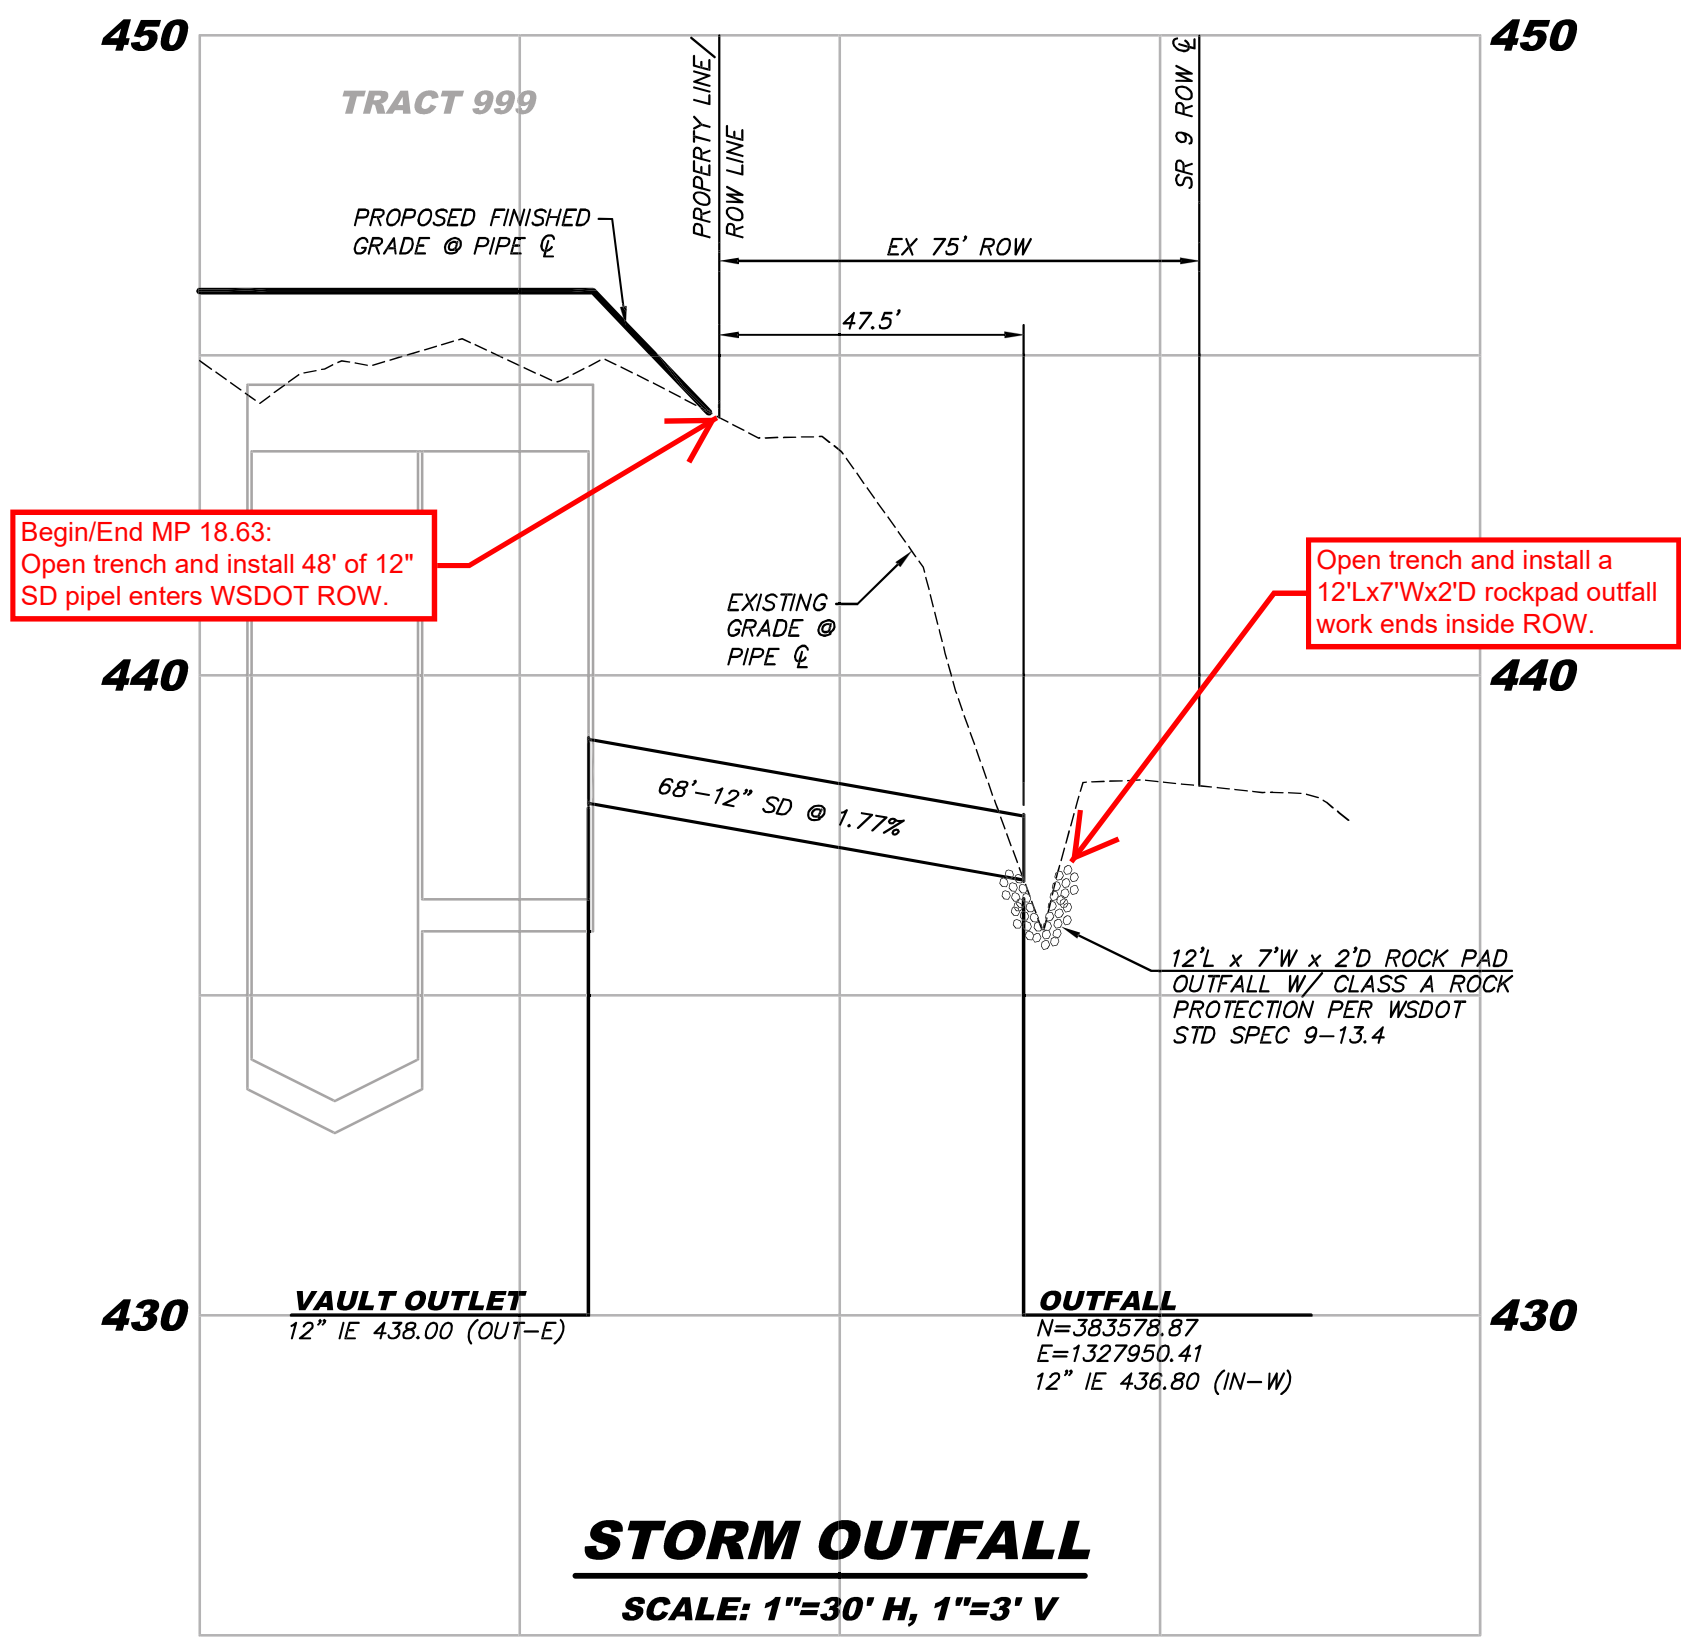 450
450
TRACT 999
PROPERTY LINE/
ROW LINE
SR 9 ROW ℄
PROPOSED FINISHED
GRADE @ PIPE ℄
EX 75' ROW
47.5'
Begin/End MP 18.63:
Open trench and install 48' of 12"
SD pipel enters WSDOT ROW.
Open trench and install a
12'Lx7'Wx2'D rockpad outfall
work ends inside ROW.
EXISTING
GRADE @
PIPE ℄
440
440
68'-12" SD @ 1.77%
12'L x 7'W x 2'D ROCK PAD
OUTFALL W/ CLASS A ROCK
PROTECTION PER WSDOT
STD SPEC 9-13.4
430
430
VAULT OUTLET
12" IE 438.00 (OUT-E)
OUTFALL
N=383578.87
E=1327950.41
12" IE 436.80 (IN-W)
STORM OUTFALL
SCALE: 1"=30' H, 1"=3' V